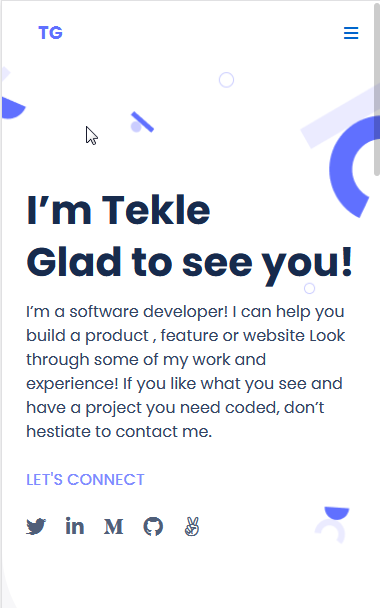 TG
I’m Tekle
Glad to see you!
I’m a software developer! I can help you
build a product , feature or website Look
through some of my work and
experience! If you like what you see and
have a project you need coded, don’t
hestiate to contact me.
LET'S CONNECT